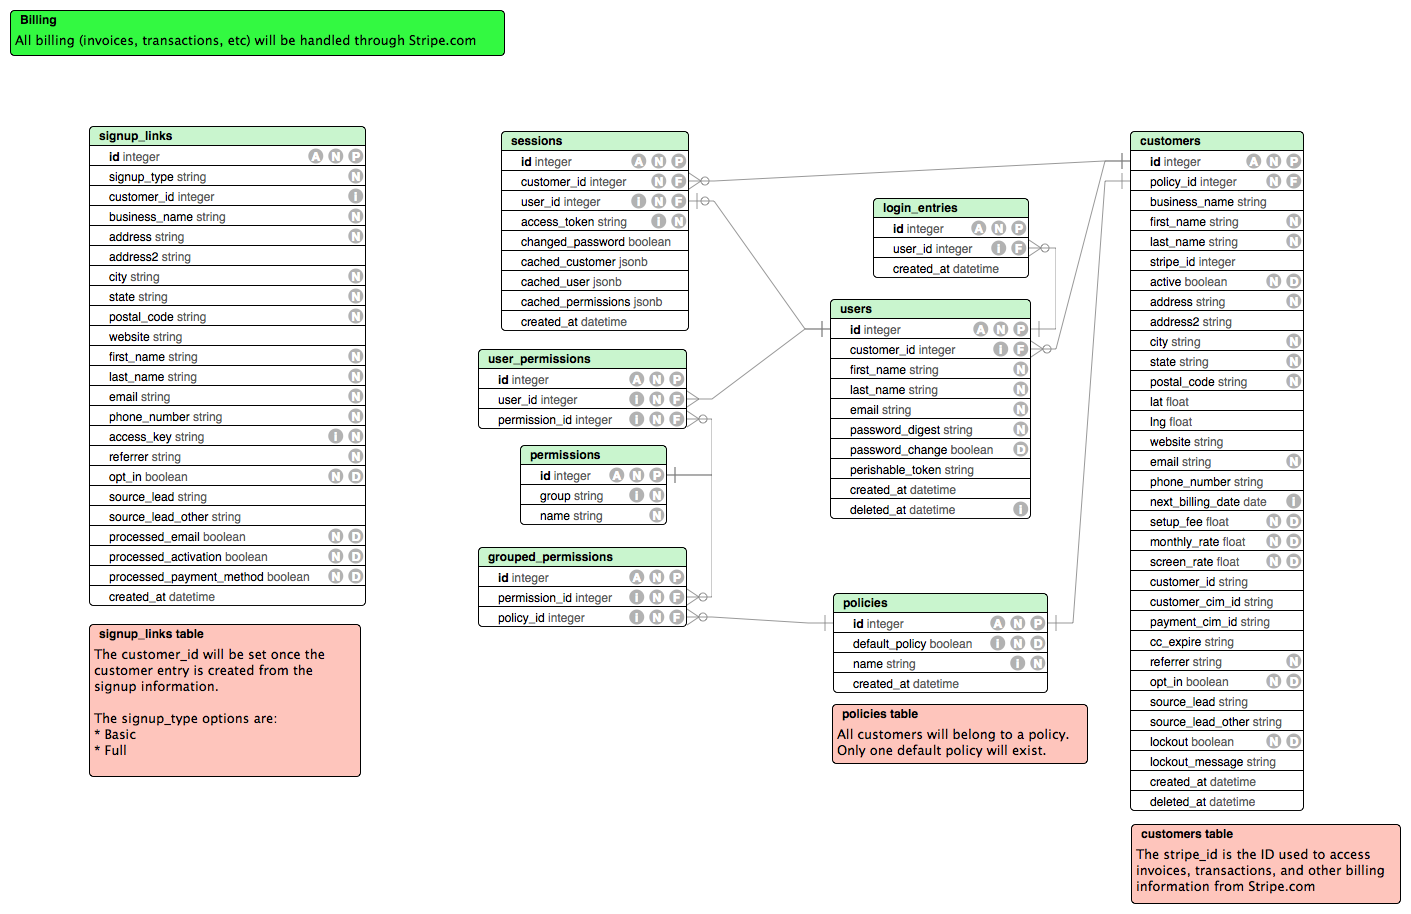 Billing
All billing (invoices, transactions, etc) will be handled through Stripe.com
signup_links
id integer A N P
signup_type string N
customer_id integer I
business_name string N
address string N
address2 string
city string N
state string N
postal_code string N
website string
first_name string N
last_name string N
email string N
phone_number string N
access_key string I N
referrer string N
opt_in boolean N D
source_lead string
source_lead_other string
processed_email boolean N D
processed_activation boolean N D
processed_payment_method boolean N D
created_at datetime
signup_links table
The customer_id will be set once the
customer entry is created from the
signup information.
The signup_type options are:
* Basic
* Full
sessions
id integer A N P
customer_id integer N F
user_id integer i N F
access_token string i N
changed_password boolean
cached_customer jsonb
cached_user jsonb
cached_permissions jsonb
created_at datetime
user_permissions
id integer A N P
user_id integer i N F
permission_id integer i N F
permissions
id integer A N P
group string i N
name string N
grouped_permissions
id integer A N P
permission_id integer i N F
policy_id integer i N F
login_entries
id integer A N P
user_id integer i F
created_at datetime
users
id integer A N P
customer_id integer i F
first_name string N
last_name string N
email string N
password_digest string N
password_change boolean D
perishable_token string
created_at datetime
deleted_at datetime i
policies
id integer A N P
default_policy boolean I N D
name string i N
created_at datetime
policies table
All customers will belong to a policy.
Only one default policy will exist.
customers
id integer A N P
policy_id integer N F
business_name string
first_name string N
last_name string N
stripe_id integer
active boolean N D
address string N
address2 string
city string N
state string N
postal_code string N
lat float
lng float
website string
email string N
phone_number string
next_billing_date date I
setup_fee float N D
monthly_rate float N D
screen_rate float N D
customer_id string
customer_cim_id string
payment_cim_id string
cc_expire string
referrer string N
opt_in boolean N D
source_lead string
source_lead_other string
lockout boolean N D
lockout_message string
created_at datetime
deleted_at datetime
customers table
The stripe_id is the ID used to access
invoices, transactions, and other billing
information from Stripe.com